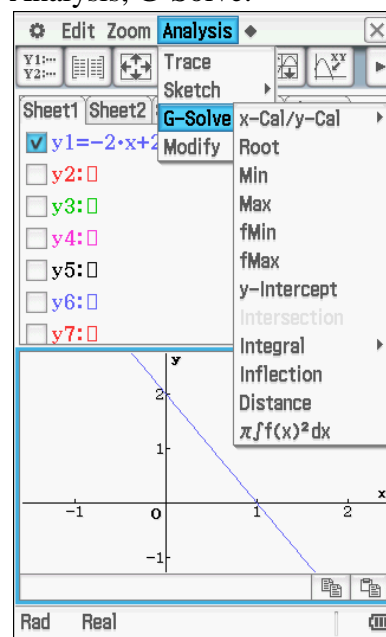 Analysis, G-Solve.
Edit Zoom Analysis ◆
Y1:…
Y2:…
Trace
Sketch
Sheet1 Sheet2
G-Solve
x-Cal/y-Cal
y1=-2·x+2
Modify
Root
y2:▯
Min
y3:▯
Max
y4:▯
fMin
y5:▯
fMax
y6:▯
y-Intercept
y7:▯
Intersection
Integral
Inflection
Distance
π∫f(x)²dx
y
2
1
x
-1 0 1 2
-1
Rad Real